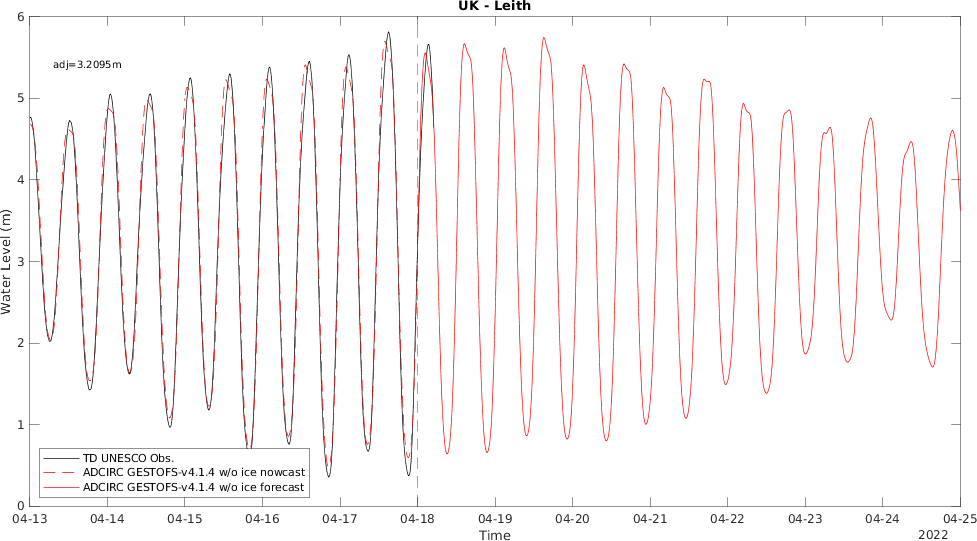 UK - Leith
adj=3.2095m
Water Level (m)
6
5
4
3
2
1
0
TD UNESCO Obs.
ADCIRC GESTOFS-v4.1.4 w/o ice nowcast
ADCIRC GESTOFS-v4.1.4 w/o ice forecast
04-13 04-14 04-15 04-16 04-17 04-18 04-19 04-20 04-21 04-22 04-23 04-24 04-25
Time
2022